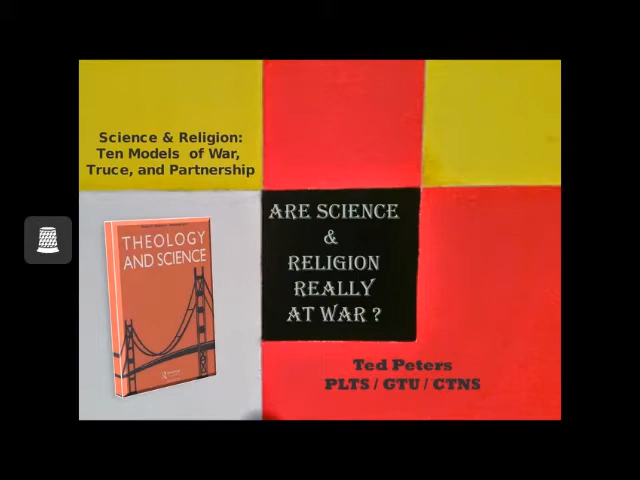 Science & Religion:
Ten Models of War,
Truce, and Partnership
THEOLOGY
AND SCIENCE
ARE SCIENCE
&
RELIGION
REALLY
AT WAR ?
Ted Peters
PLTS / GTU / CTNS